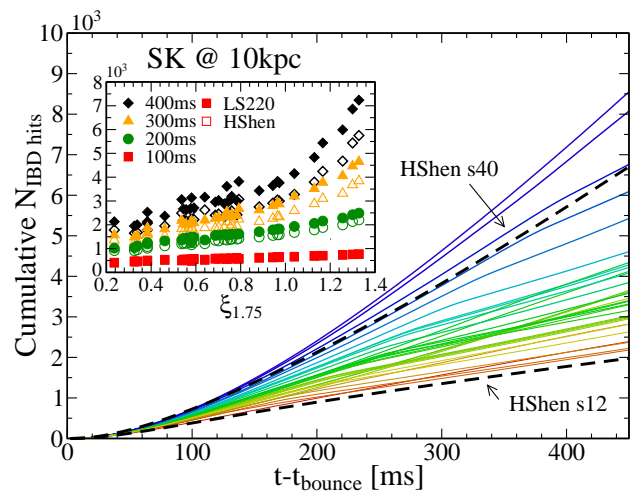 10 ×10³
SK @ 10kpc
×10³
8
7
6
5
4
3
2
1
0
400ms
300ms
200ms
100ms
LS220
HShen
0.2 0.4 0.6 0.8 1.0 1.2 1.4
ξ1.75
HShen s40
HShen s12
Cumulative NIBD hits
9
8
7
6
5
4
3
2
1
0
0 100 200 300 400
t-tbounce [ms]